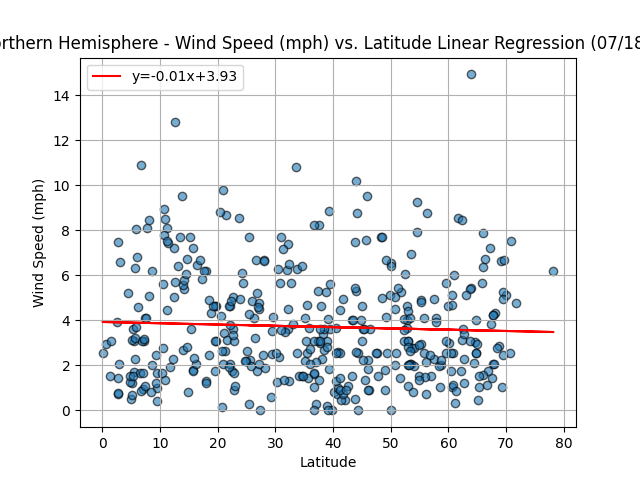 orthern Hemisphere - Wind Speed (mph) vs. Latitude Linear Regression (07/18
y=-0.01x+3.93
14
12
10
8
6
4
2
0
Wind Speed (mph)
0 10 20 30 40 50 60 70 80
Latitude